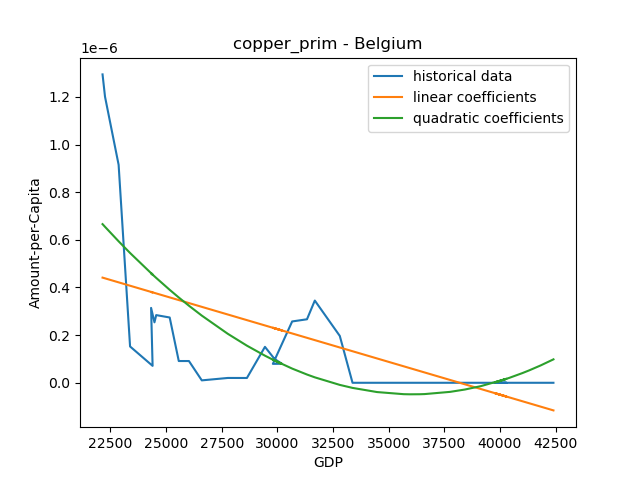 copper_prim - Belgium
1e−6
historical data
linear coefficients
quadratic coefficients
1.2
1.0
0.8
0.6
0.4
0.2
0.0
Amount-per-Capita
22500 25000 27500 30000 32500 35000 37500 40000 42500
GDP